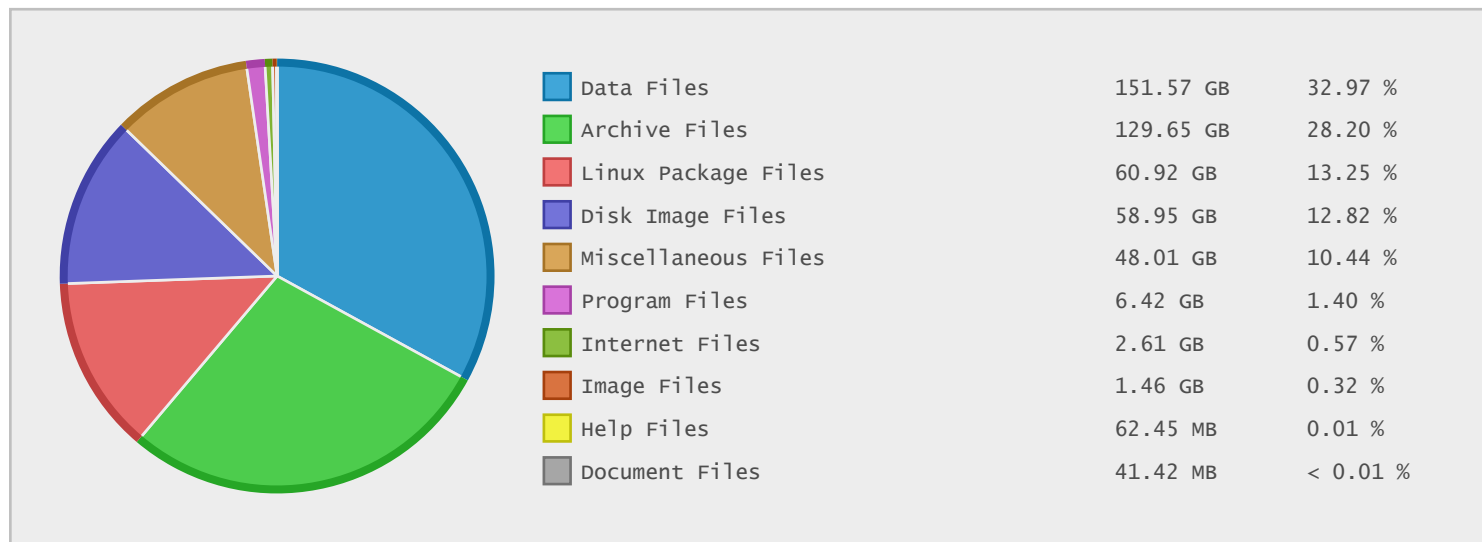 Data Files 151.57 GB 32.97 %
Archive Files 129.65 GB 28.20 %
Linux Package Files 60.92 GB 13.25 %
Disk Image Files 58.95 GB 12.82 %
Miscellaneous Files 48.01 GB 10.44 %
Program Files 6.42 GB 1.40 %
Internet Files 2.61 GB 0.57 %
Image Files 1.46 GB 0.32 %
Help Files 62.45 MB 0.01 %
Document Files 41.42 MB < 0.01 %